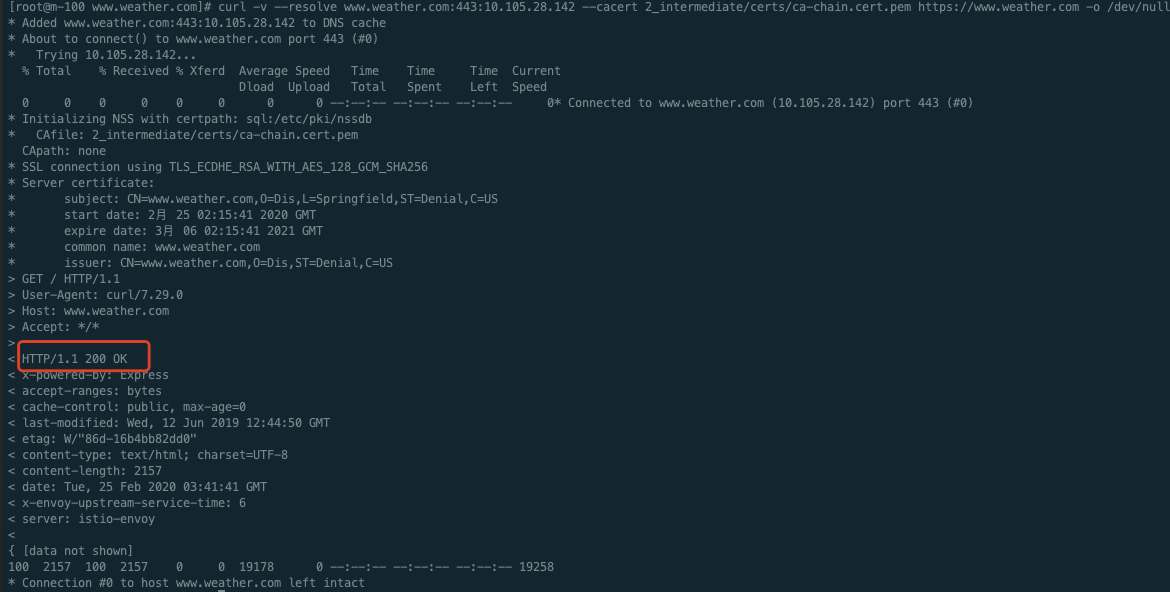 [root@m-100 www.weather.com]# curl -v --resolve www.weather.com:443:10.105.28.142 --cacert 2_intermediate/certs/ca-chain.cert.pem https://www.weather.com -o /dev/null
* Added www.weather.com:443:10.105.28.142 to DNS cache
* About to connect() to www.weather.com port 443 (#0)
*   Trying 10.105.28.142...
  % Total    % Received % Xferd  Average Speed   Time    Time     Time  Current
                                 Dload  Upload   Total   Spent    Left  Speed
  0     0    0     0    0     0      0      0 --:--:-- --:--:-- --:--:--     0* Connected to www.weather.com (10.105.28.142) port 443 (#0)
* Initializing NSS with certpath: sql:/etc/pki/nssdb
*   CAfile: 2_intermediate/certs/ca-chain.cert.pem
  CApath: none
* SSL connection using TLS_ECDHE_RSA_WITH_AES_128_GCM_SHA256
* Server certificate:
*       subject: CN=www.weather.com,O=Dis,L=Springfield,ST=Denial,C=US
*       start date: 2月 25 02:15:41 2020 GMT
*       expire date: 3月 06 02:15:41 2021 GMT
*       common name: www.weather.com
*       issuer: CN=www.weather.com,O=Dis,ST=Denial,C=US
> GET / HTTP/1.1
> User-Agent: curl/7.29.0
> Host: www.weather.com
> Accept: */*
>
< HTTP/1.1 200 OK
< x-powered-by: Express
< accept-ranges: bytes
< cache-control: public, max-age=0
< last-modified: Wed, 12 Jun 2019 12:44:50 GMT
< etag: W/"86d-16b4bb82dd0"
< content-type: text/html; charset=UTF-8
< content-length: 2157
< date: Tue, 25 Feb 2020 03:41:41 GMT
< x-envoy-upstream-service-time: 6
< server: istio-envoy
<
{ [data not shown]
100  2157  100  2157    0     0  19178      0 --:--:-- --:--:-- --:--:-- 19258
* Connection #0 to host www.weather.com left intact